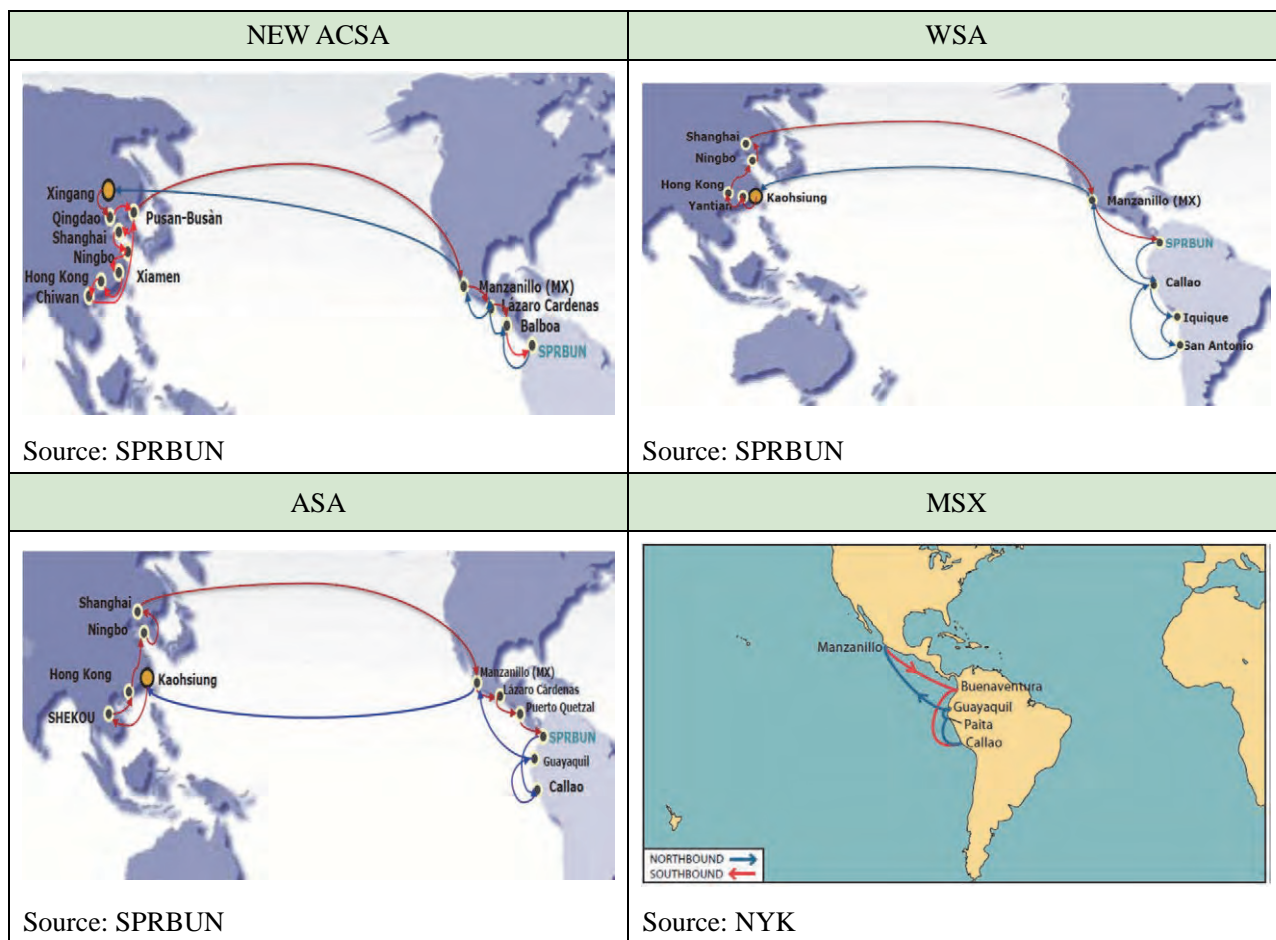 NEW ACSA
WSA
Xingang
Qingdao
Pusan-Busàn
Shanghai
Ningbo
Hong Kong
Xiamen
Chiwan
Manzanillo (MX)
Lázaro Cardenas
Balboa
SPRBUN
Source: SPRBUN
Shanghai
Ningbo
Hong Kong
Yantian
Kaohsiung
Manzanillo (MX)
SPRBUN
Callao
Iquique
San Antonio
Source: SPRBUN
ASA
MSX
Shanghai
Ningbo
Hong Kong
Kaohsiung
SHEKOU
Manzanillo (MX)
Lázaro Cárdenas
Puerto Quetzal
SPRBUN
Guayaquil
Callao
Source: SPRBUN
Manzanillo
Buenaventura
Guayaquil
Paita
Callao
NORTHBOUND
SOUTHBOUND
Source: NYK